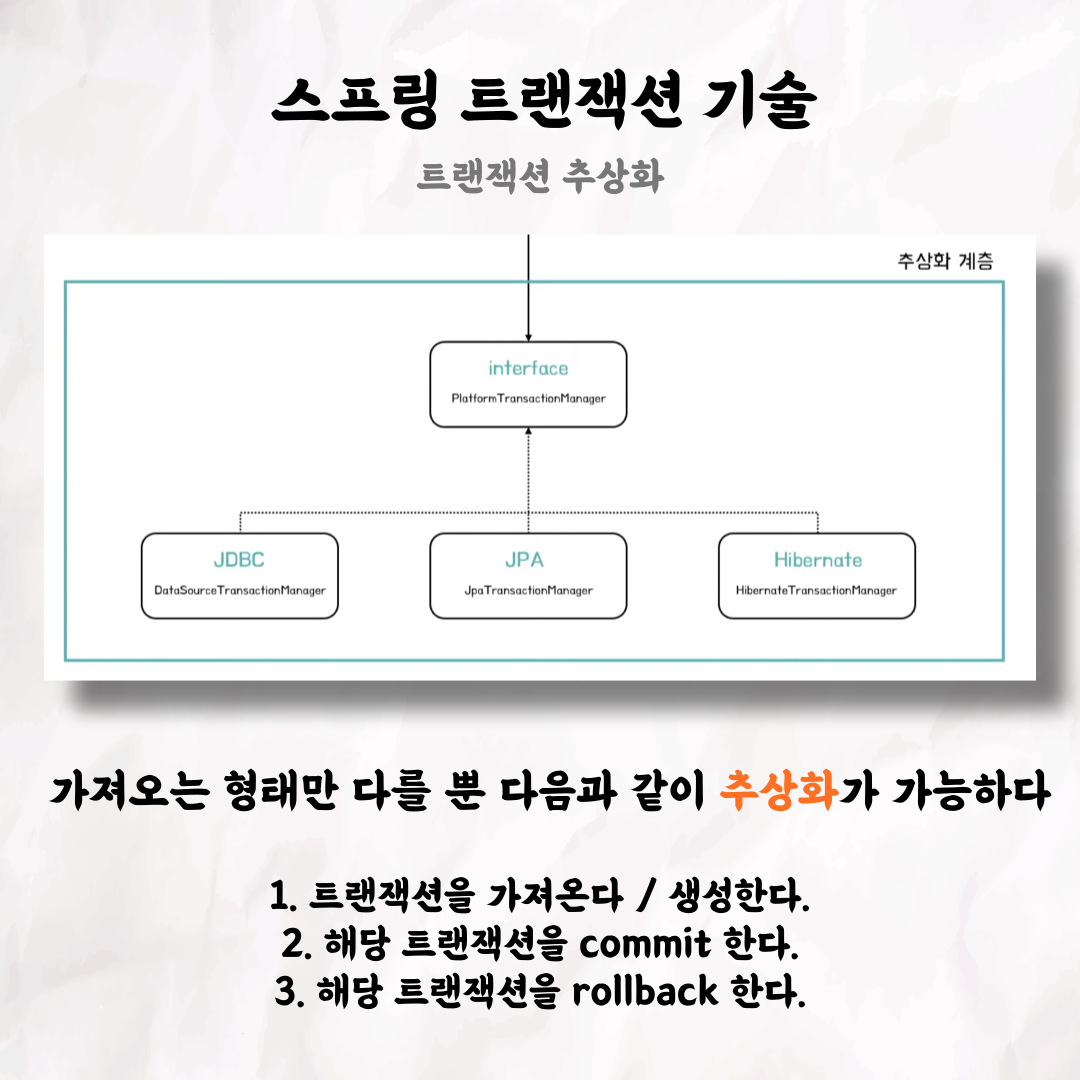 스프링 트랜잭션 기술
트랜잭션 추상화
추상화 계층
interface
PlatformTransactionManager
JDBC
DataSourceTransactionManager
JPA
JpaTransactionManager
Hibernate
HibernateTransactionManager
가져오는 형태만 다를 뿐 다음과 같이 추상화가 가능하다
1. 트랜잭션을 가져온다 / 생성한다.
2. 해당 트랜잭션을 commit 한다.
3. 해당 트랜잭션을 rollback 한다.